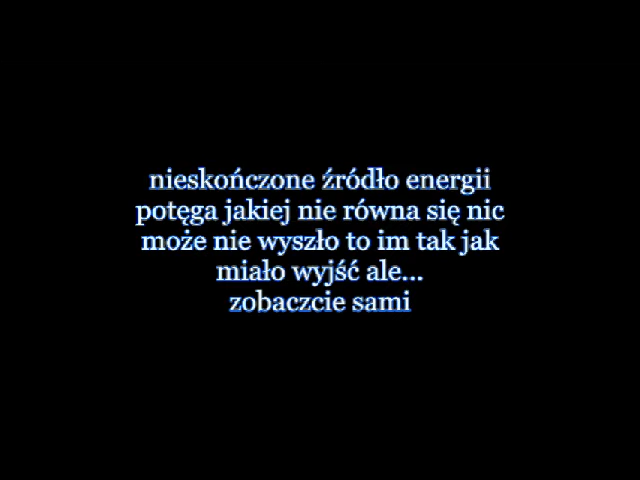 nieskończone źródło energii
potęga jakiej nie równa się nic
może nie wyszło to im tak jak
miało wyjść ale...
zobaczcie sami